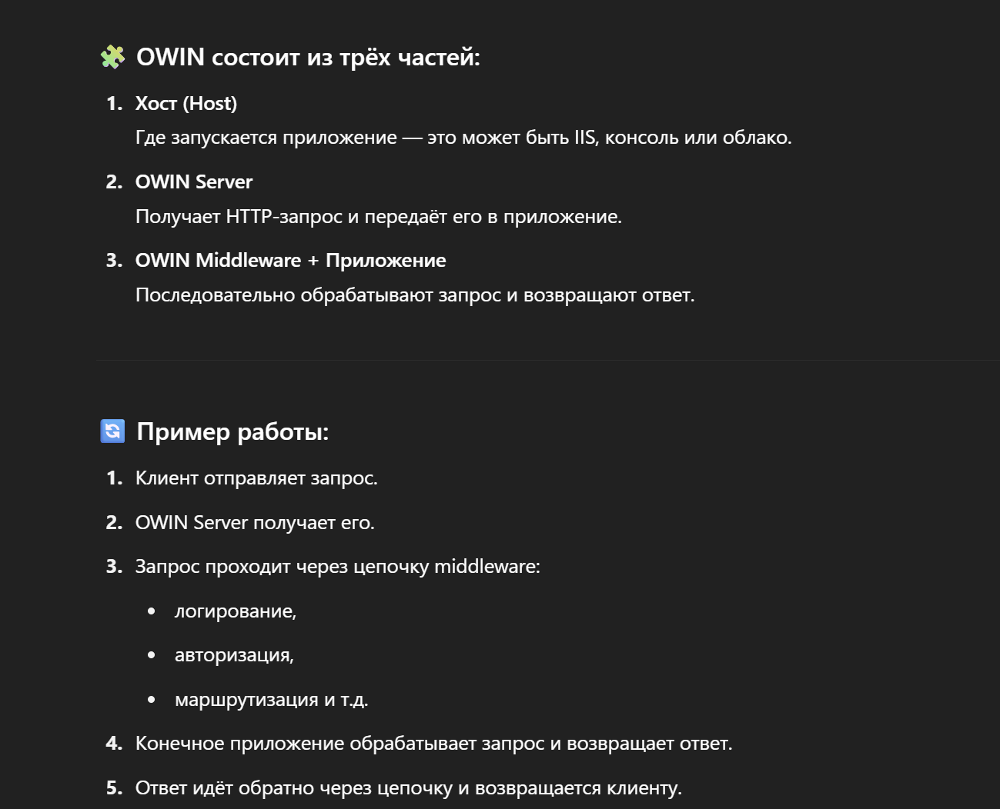 🧩 OWIN состоит из трёх частей:
1. Хост (Host)
Где запускается приложение — это может быть IIS, консоль или облако.
2. OWIN Server
Получает HTTP-запрос и передаёт его в приложение.
3. OWIN Middleware + Приложение
Последовательно обрабатывают запрос и возвращают ответ.
🔄 Пример работы:
1. Клиент отправляет запрос.
2. OWIN Server получает его.
3. Запрос проходит через цепочку middleware:
• логирование,
• авторизация,
• маршрутизация и т.д.
4. Конечное приложение обрабатывает запрос и возвращает ответ.
5. Ответ идёт обратно через цепочку и возвращается клиенту.